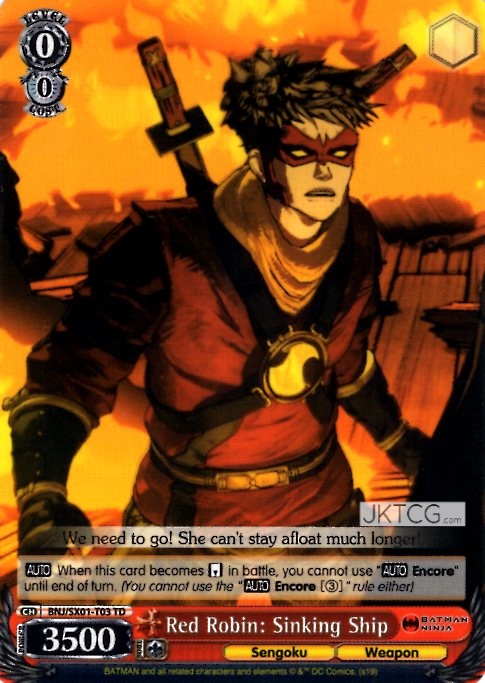 LEVEL
0
0
COST
JKTCG.com
We need to go! She can't stay afloat much longer!
AUTO When this card becomes in battle, you cannot use "AUTO Encore"
until end of turn. (You cannot use the "AUTO Encore [③]" rule either)
CH BNJ/SX01-T03 TD
POWER 3500 SOUL Red Robin: Sinking Ship BATMAN NINJA
Sengoku Weapon
BATMAN and all related characters and elements © & ™ DC Comics. (s19)